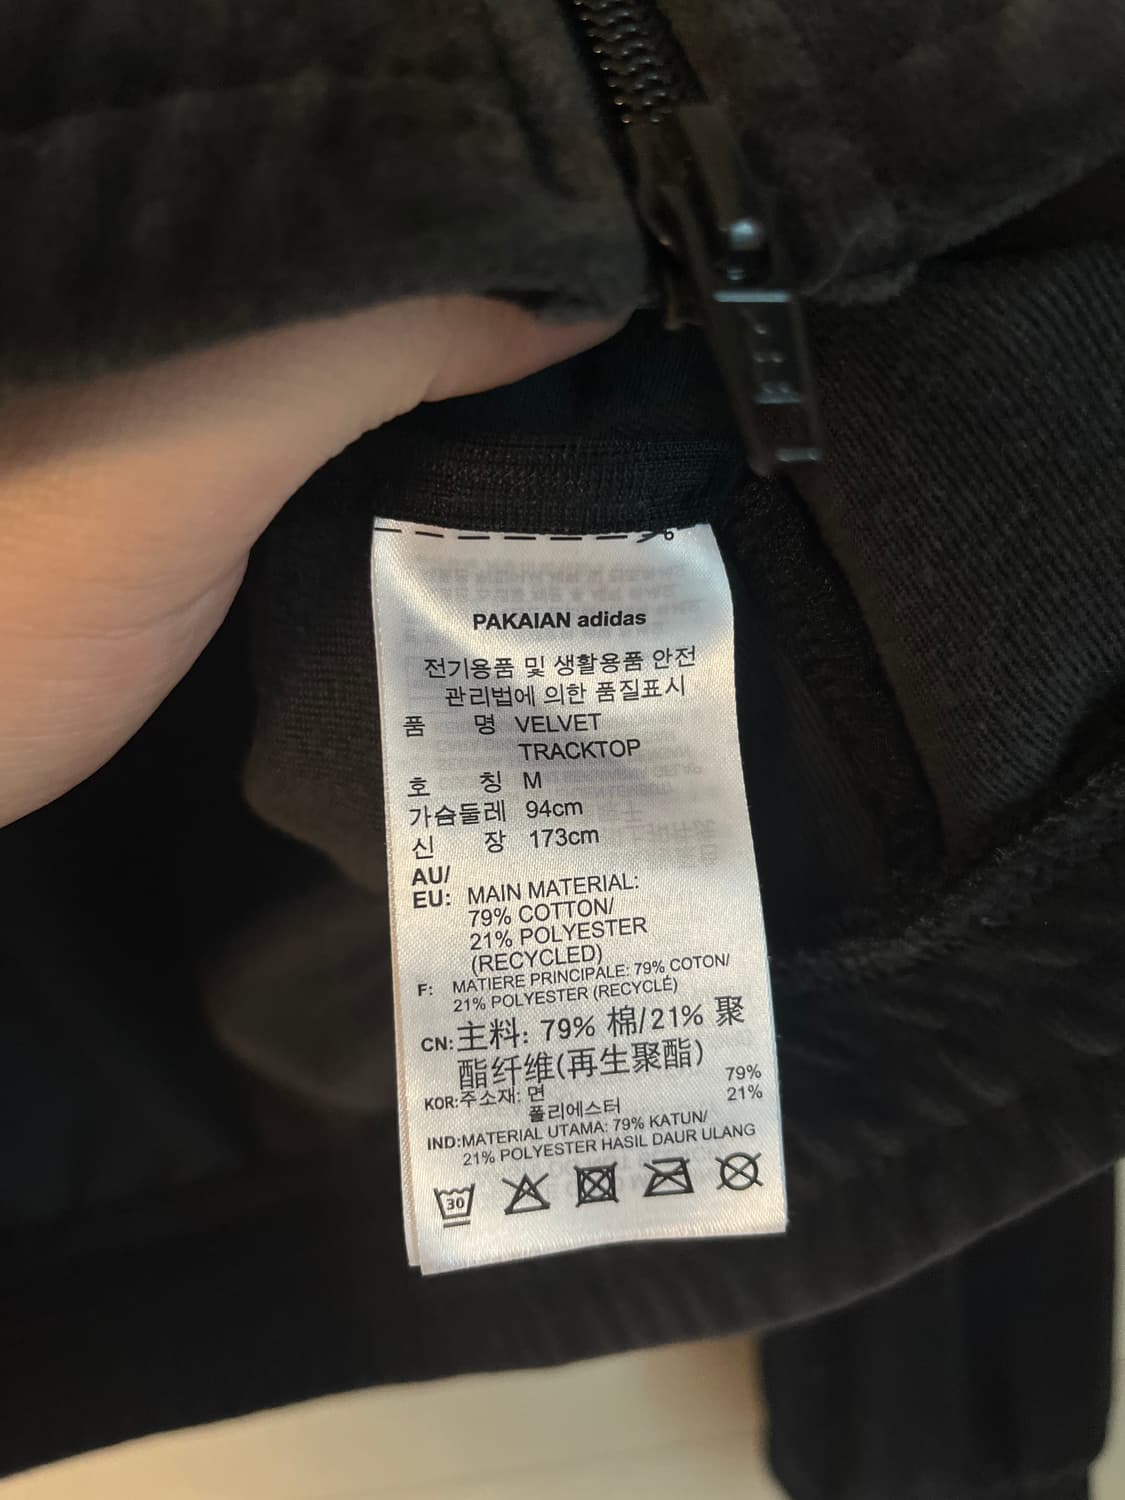 PAKAIAN adidas
전기용품 및 생활용품 안전
관리법에 의한 품질표시
품 명 VELVET
TRACKTOP
호 칭 M
가슴둘레 94cm
신 장 173cm
AU/
EU: MAIN MATERIAL:
79% COTTON/
21% POLYESTER
(RECYCLED)
F: MATIERE PRINCIPALE: 79% COTON/
21% POLYESTER (RECYCLÉ)
CN: 主料: 79% 棉/21% 聚
酯纤维(再生聚酯)
KOR:주소재: 면 79%
폴리에스터 21%
IND:MATERIAL UTAMA: 79% KATUN/
21% POLYESTER HASIL DAUR ULANG
30